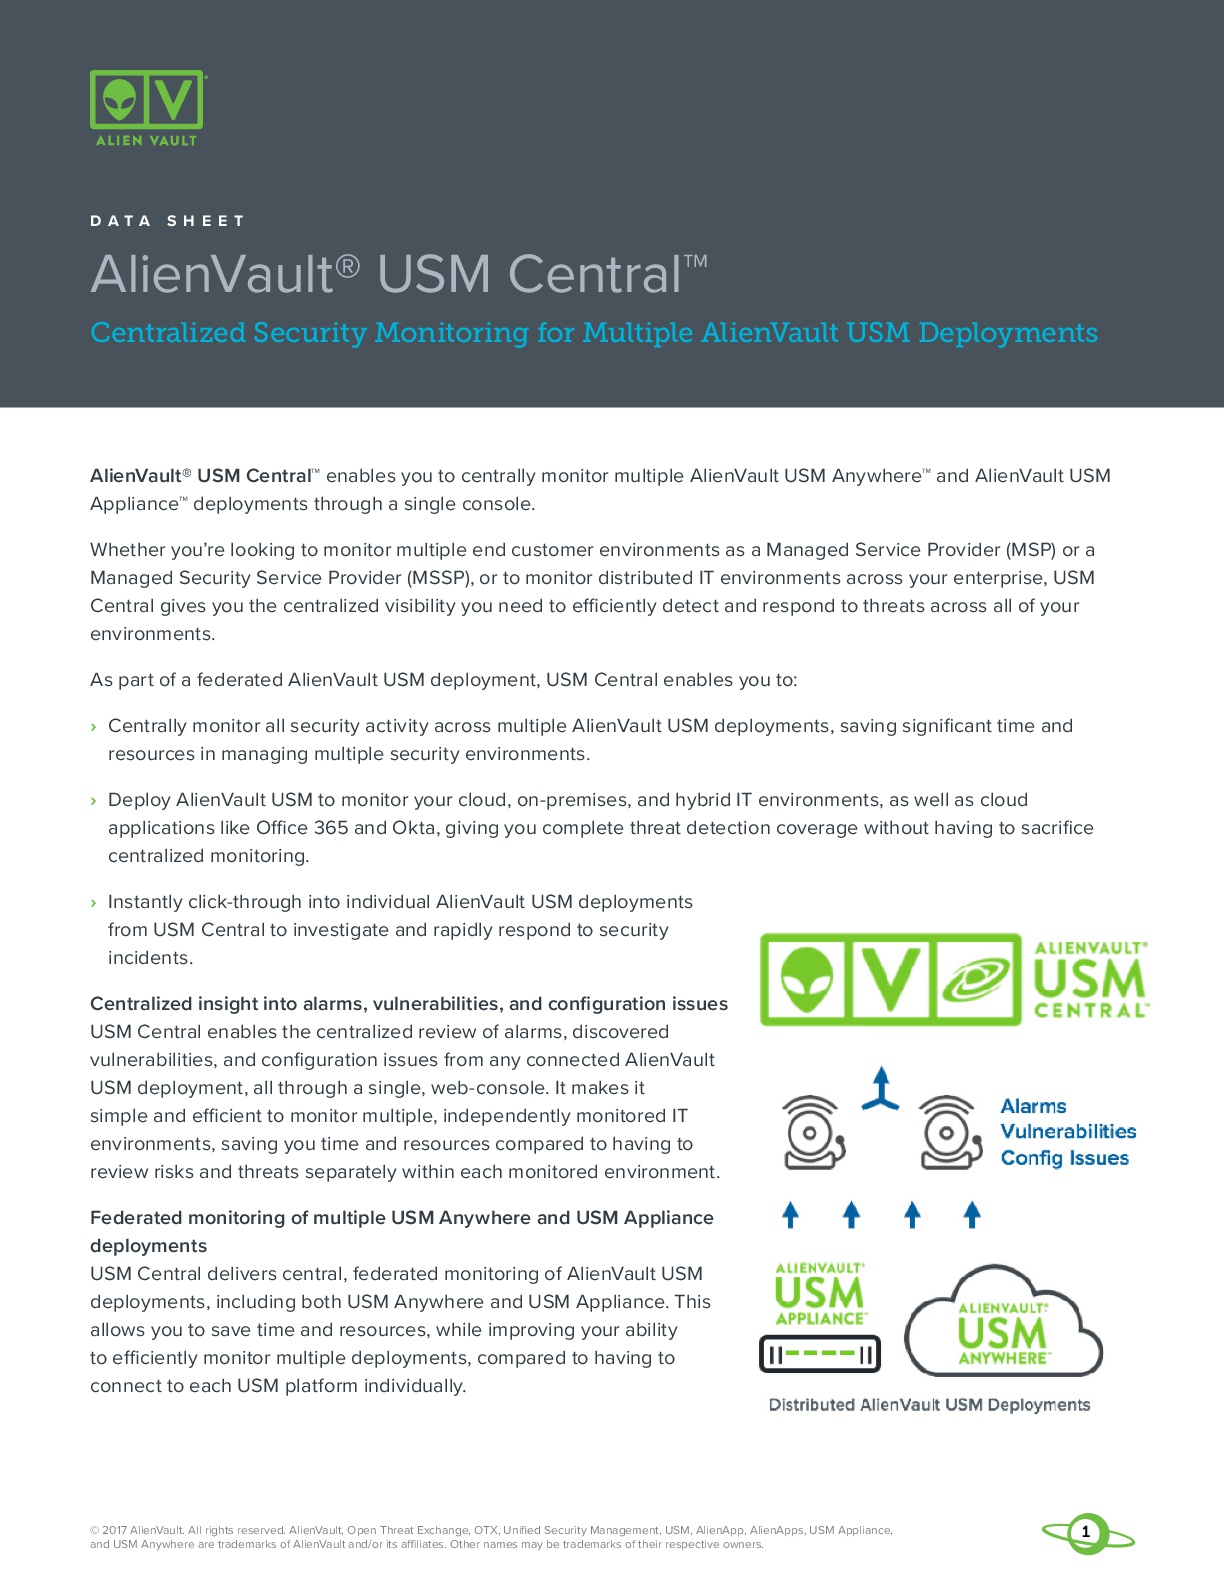 ALIEN VAULT
DATA SHEET
AlienVault® USM Central™
Centralized Security Monitoring for Multiple AlienVault USM Deployments
AlienVault® USM Central™ enables you to centrally monitor multiple AlienVault USM Anywhere™ and AlienVault USM
Appliance™ deployments through a single console.
Whether you’re looking to monitor multiple end customer environments as a Managed Service Provider (MSP) or a
Managed Security Service Provider (MSSP), or to monitor distributed IT environments across your enterprise, USM
Central gives you the centralized visibility you need to efficiently detect and respond to threats across all of your
environments.
As part of a federated AlienVault USM deployment, USM Central enables you to:
› Centrally monitor all security activity across multiple AlienVault USM deployments, saving significant time and
resources in managing multiple security environments.
› Deploy AlienVault USM to monitor your cloud, on-premises, and hybrid IT environments, as well as cloud
applications like Office 365 and Okta, giving you complete threat detection coverage without having to sacrifice
centralized monitoring.
› Instantly click-through into individual AlienVault USM deployments
from USM Central to investigate and rapidly respond to security
incidents.
Centralized insight into alarms, vulnerabilities, and configuration issues
USM Central enables the centralized review of alarms, discovered
vulnerabilities, and configuration issues from any connected AlienVault
USM deployment, all through a single, web-console. It makes it
simple and efficient to monitor multiple, independently monitored IT
environments, saving you time and resources compared to having to
review risks and threats separately within each monitored environment.
Federated monitoring of multiple USM Anywhere and USM Appliance
deployments
USM Central delivers central, federated monitoring of AlienVault USM
deployments, including both USM Anywhere and USM Appliance. This
allows you to save time and resources, while improving your ability
to efficiently monitor multiple deployments, compared to having to
connect to each USM platform individually.
V
ALIENVAULT®
USM
CENTRAL™
Alarms
Vulnerabilities
Config Issues
ALIENVAULT®
USM
APPLIANCE™
ALIENVAULT®
USM
ANYWHERE™
Distributed AlienVault USM Deployments
© 2017 AlienVault. All rights reserved. AlienVault, Open Threat Exchange, OTX, Unified Security Management, USM, AlienApp, AlienApps, USM Appliance,
and USM Anywhere are trademarks of AlienVault and/or its affiliates. Other names may be trademarks of their respective owners.
1